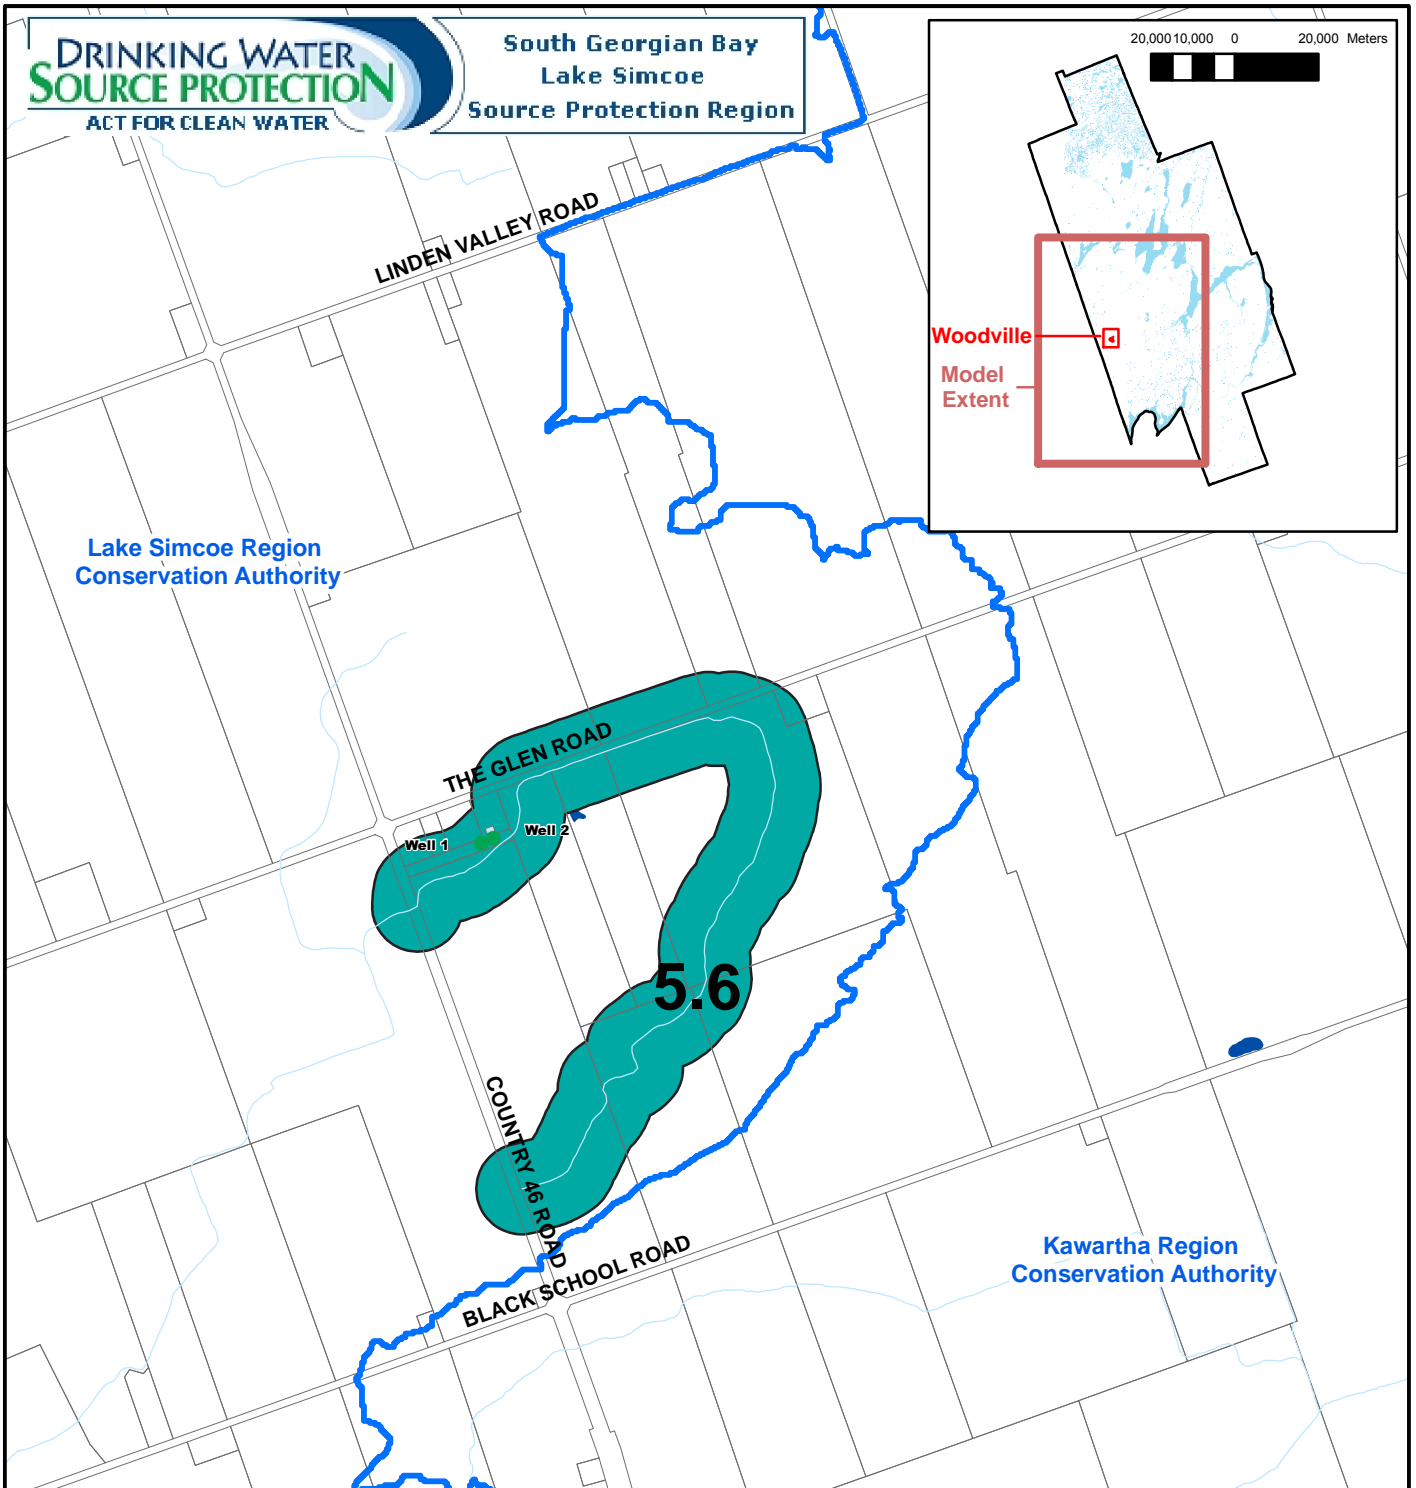 DRINKING WATER
SOURCE PROTECTION
ACT FOR CLEAN WATER
South Georgian Bay
Lake Simcoe
Source Protection Region
20,000 10,000 0 20,000 Meters
Woodville
Model
Extent
LINDEN VALLEY ROAD
Lake Simcoe Region
Conservation Authority
THE GLEN ROAD
Well 1
Well 2
5.6
COUNTRY 46 ROAD
BLACK SCHOOL ROAD
Kawartha Region
Conservation Authority